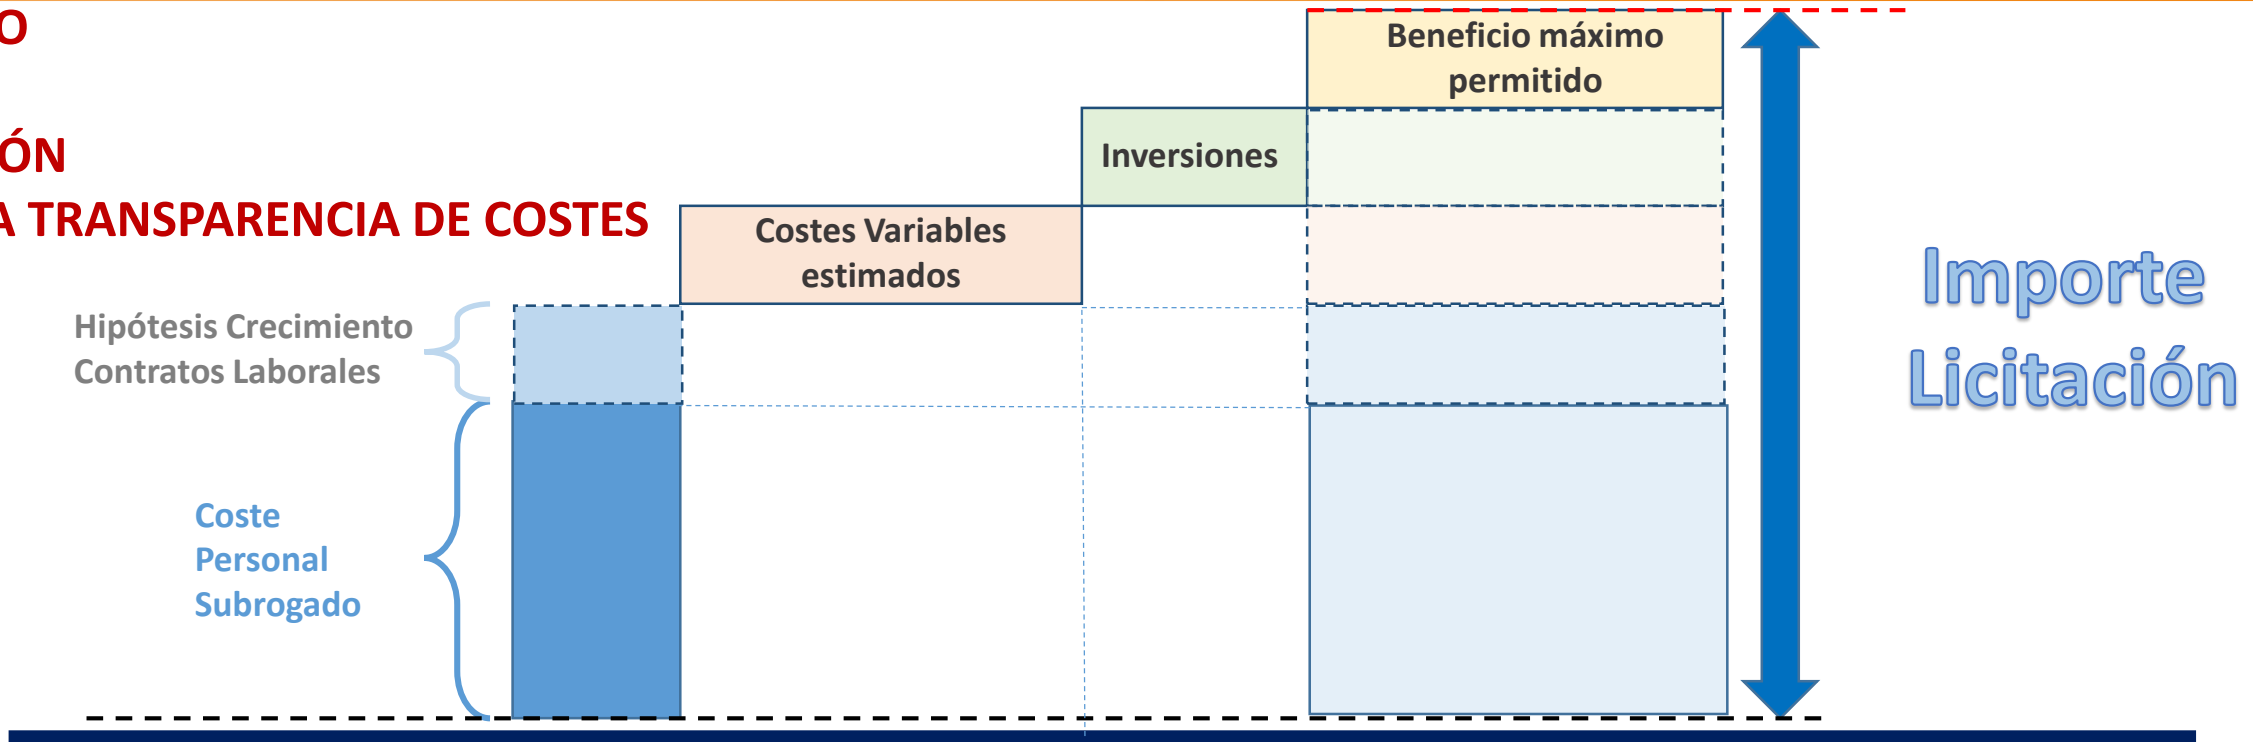 O
Beneficio máximo
permitido
ÓN
Inversiones
A TRANSPARENCIA DE COSTES
Costes Variables
estimados
Importe
Licitación
Hipótesis Crecimiento
Contratos Laborales
Coste
Personal
Subrogado